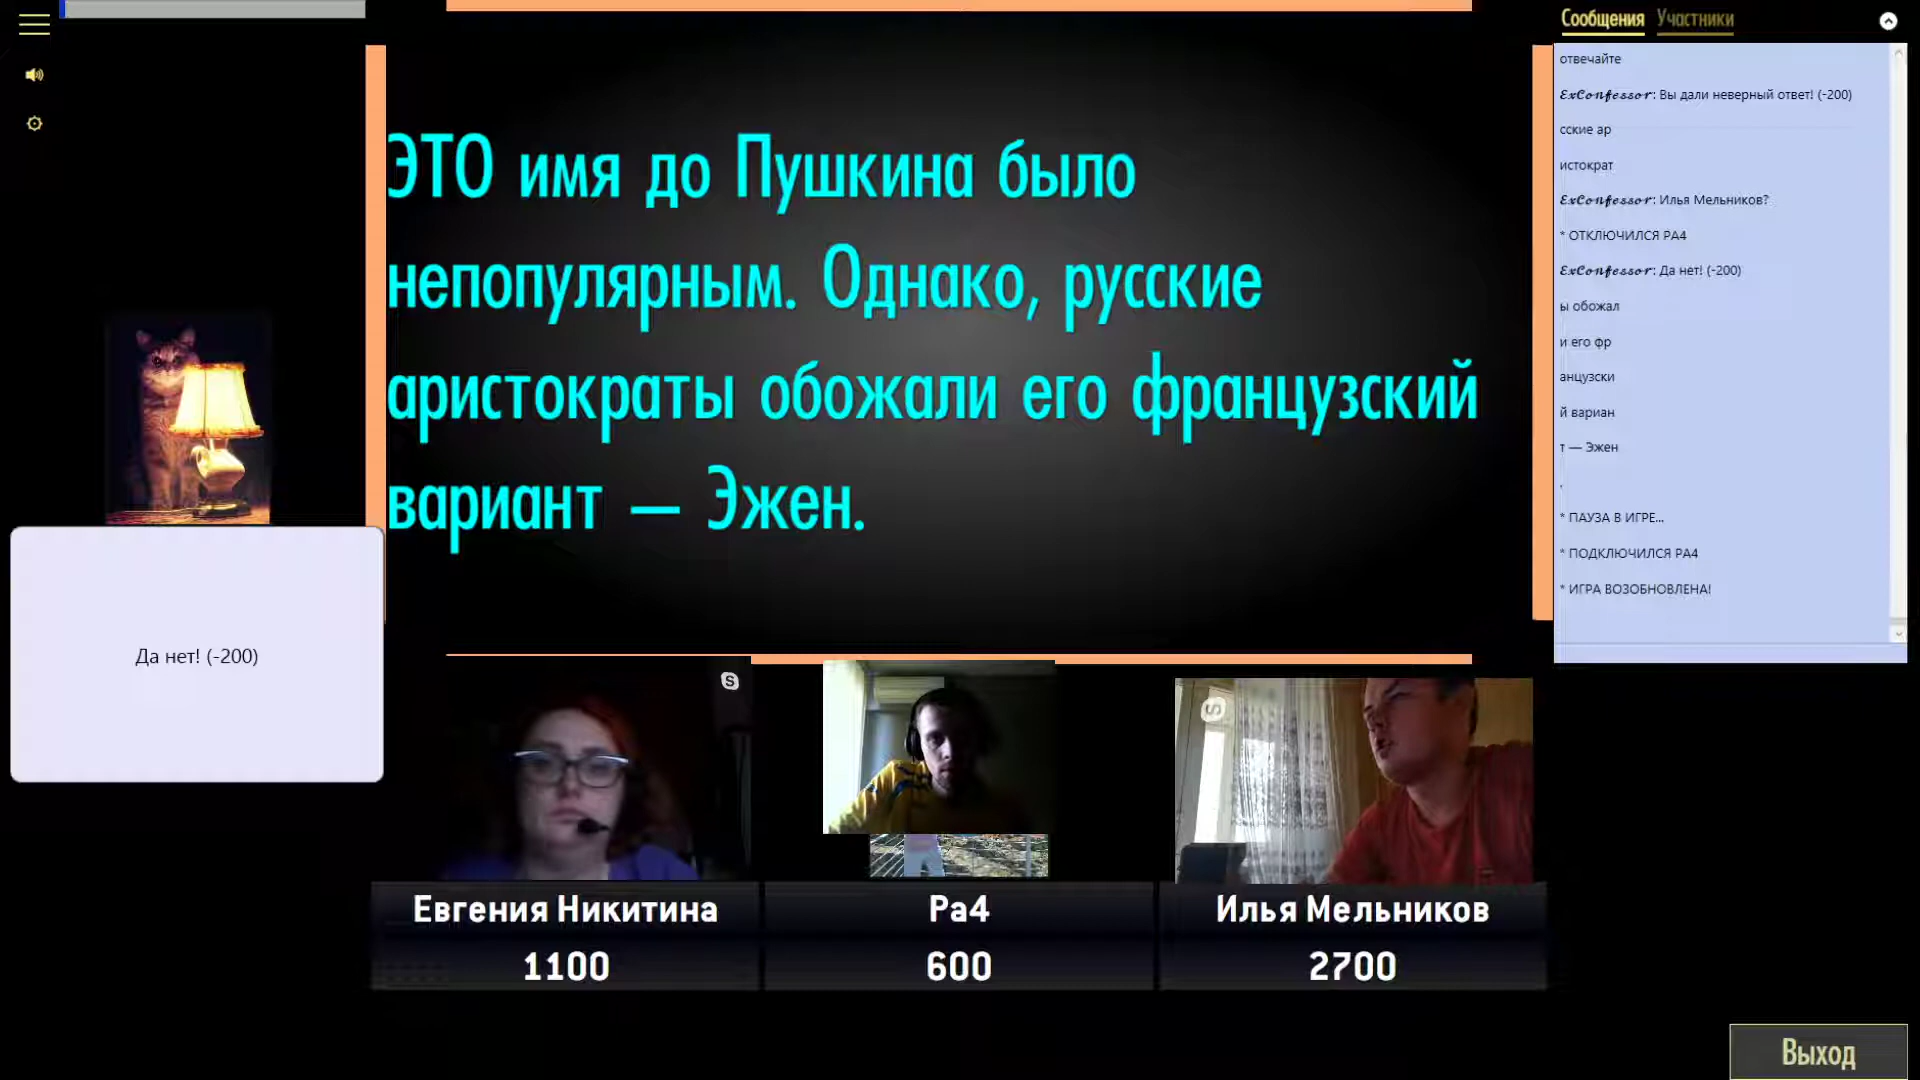 Сообщения Участники
ЭТО имя до Пушкина было
непопулярным. Однако, русские
аристократы обожали его французский
вариант — Эжен.
отвечайте
ExConfessor: Вы дали неверный ответ! (-200)
сские ар
истократ
ExConfessor: Илья Мельников?
* ОТКЛЮЧИЛСЯ РА4
ExConfessor: Да нет! (-200)
ы обожал
и его фр
анцузски
й вариан
т — Эжен
.
* ПАУЗА В ИГРЕ...
* ПОДКЛЮЧИЛСЯ РА4
* ИГРА ВОЗОБНОВЛЕНА!
Да нет! (-200)
Евгения Никитина
1100
Ра4
600
Илья Мельников
2700
Выход